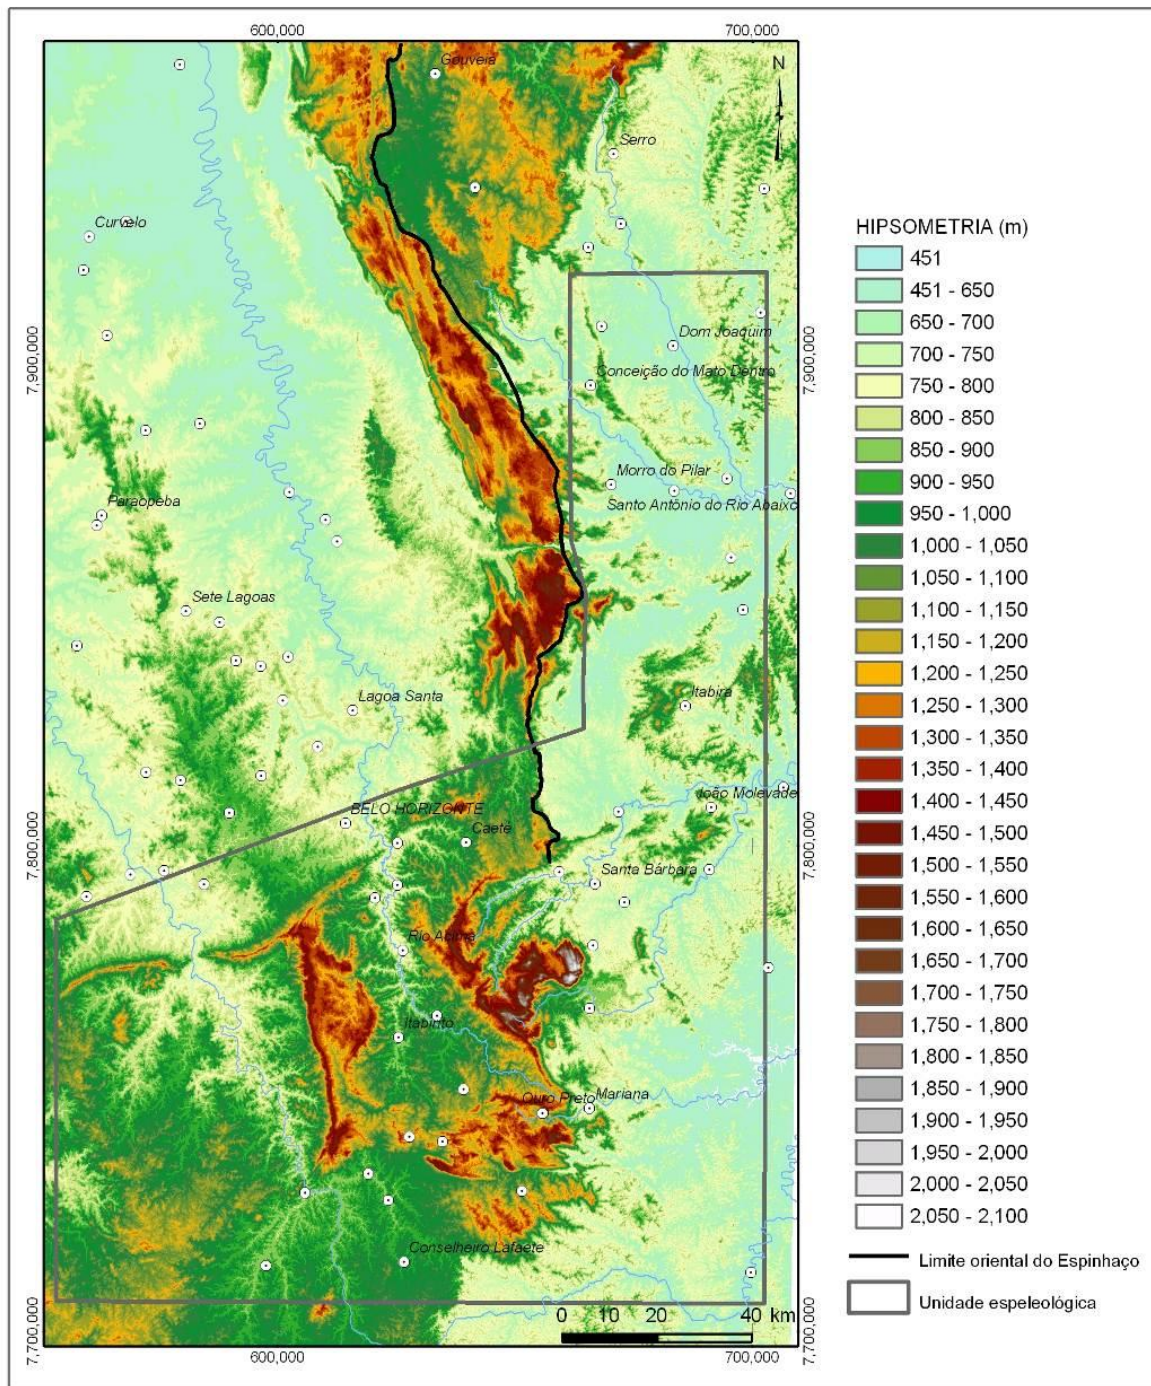 600,000
700,000
N
Gouveia
Serro
Curvelo
HIPSOMETRIA (m)
451
451 - 650
650 - 700
700 - 750
750 - 800
800 - 850
850 - 900
900 - 950
950 - 1,000
1,000 - 1,050
1,050 - 1,100
1,100 - 1,150
1,150 - 1,200
1,200 - 1,250
1,250 - 1,300
1,300 - 1,350
1,350 - 1,400
1,400 - 1,450
1,450 - 1,500
1,500 - 1,550
1,550 - 1,600
1,600 - 1,650
1,650 - 1,700
1,700 - 1,750
1,750 - 1,800
1,800 - 1,850
1,850 - 1,900
1,900 - 1,950
1,950 - 2,000
2,000 - 2,050
2,050 - 2,100
Limite oriental do Espinhaço
Unidade espeleológica
7,900,000
7,900,000
Dom Joaquim
Conceição do Mato Dentro
Morro do Pilar
Santo Antônio do Rio Abaixo
Paraopeba
Sete Lagoas
Lagoa Santa
Itabira
João Molevade
BELO HORIZONTE
Caeté
7,800,000
7,800,000
Santa Bárbara
Rio Acima
Itabirito
Ouro Preto
Mariana
Conselheiro Lafaete
0 10 20 40 km
7,700,000
7,700,000
600,000
700,000